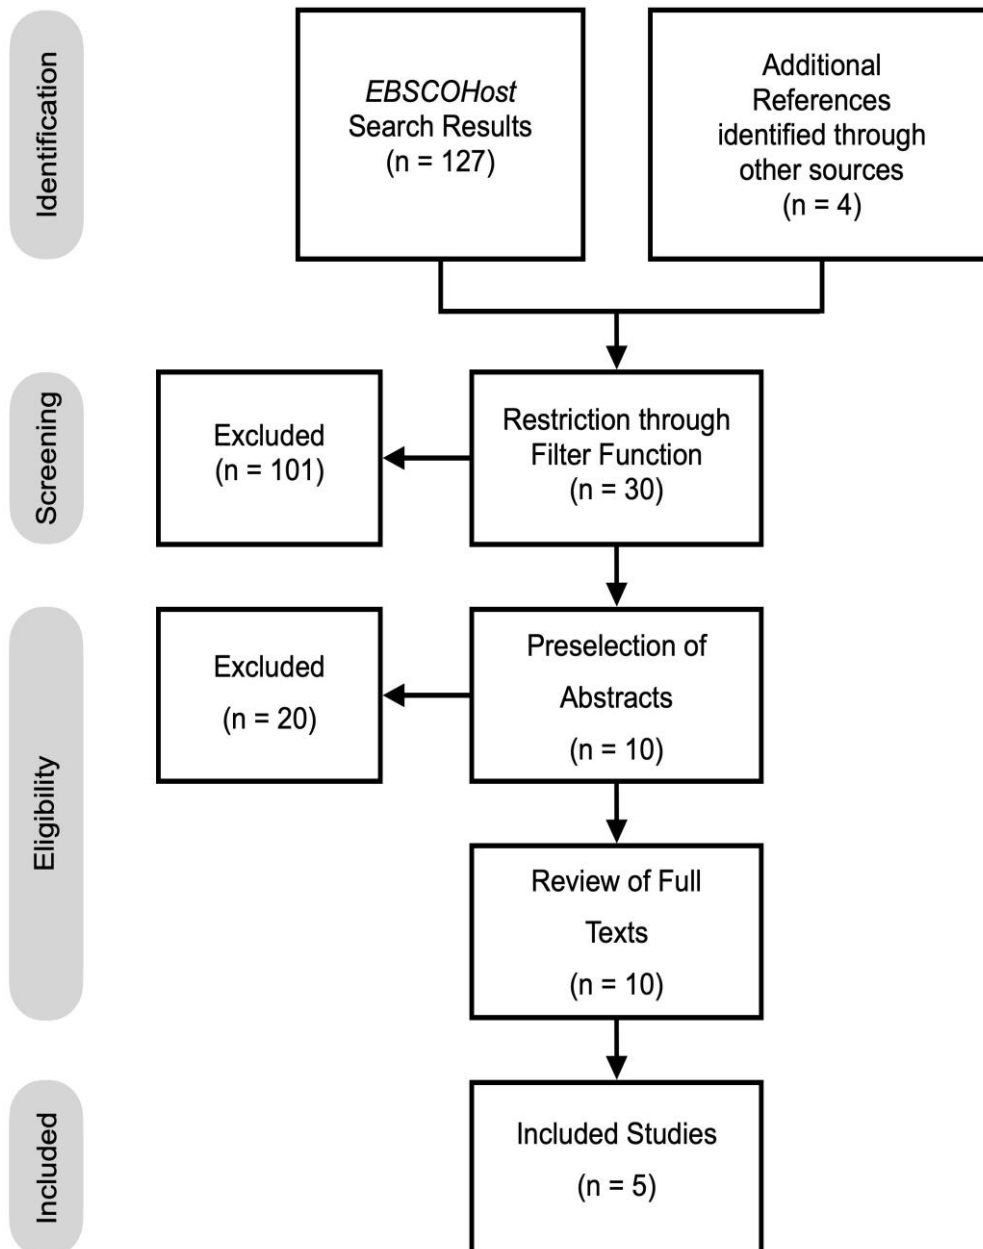 Identification
EBSCOHost
Search Results
(n = 127)
Additional
References
identified through
other sources
(n = 4)
Screening
Excluded
(n = 101)
Restriction through
Filter Function
(n = 30)
Eligibility
Excluded
(n = 20)
Preselection of
Abstracts
(n = 10)
Review of Full
Texts
(n = 10)
Included
Included Studies
(n = 5)